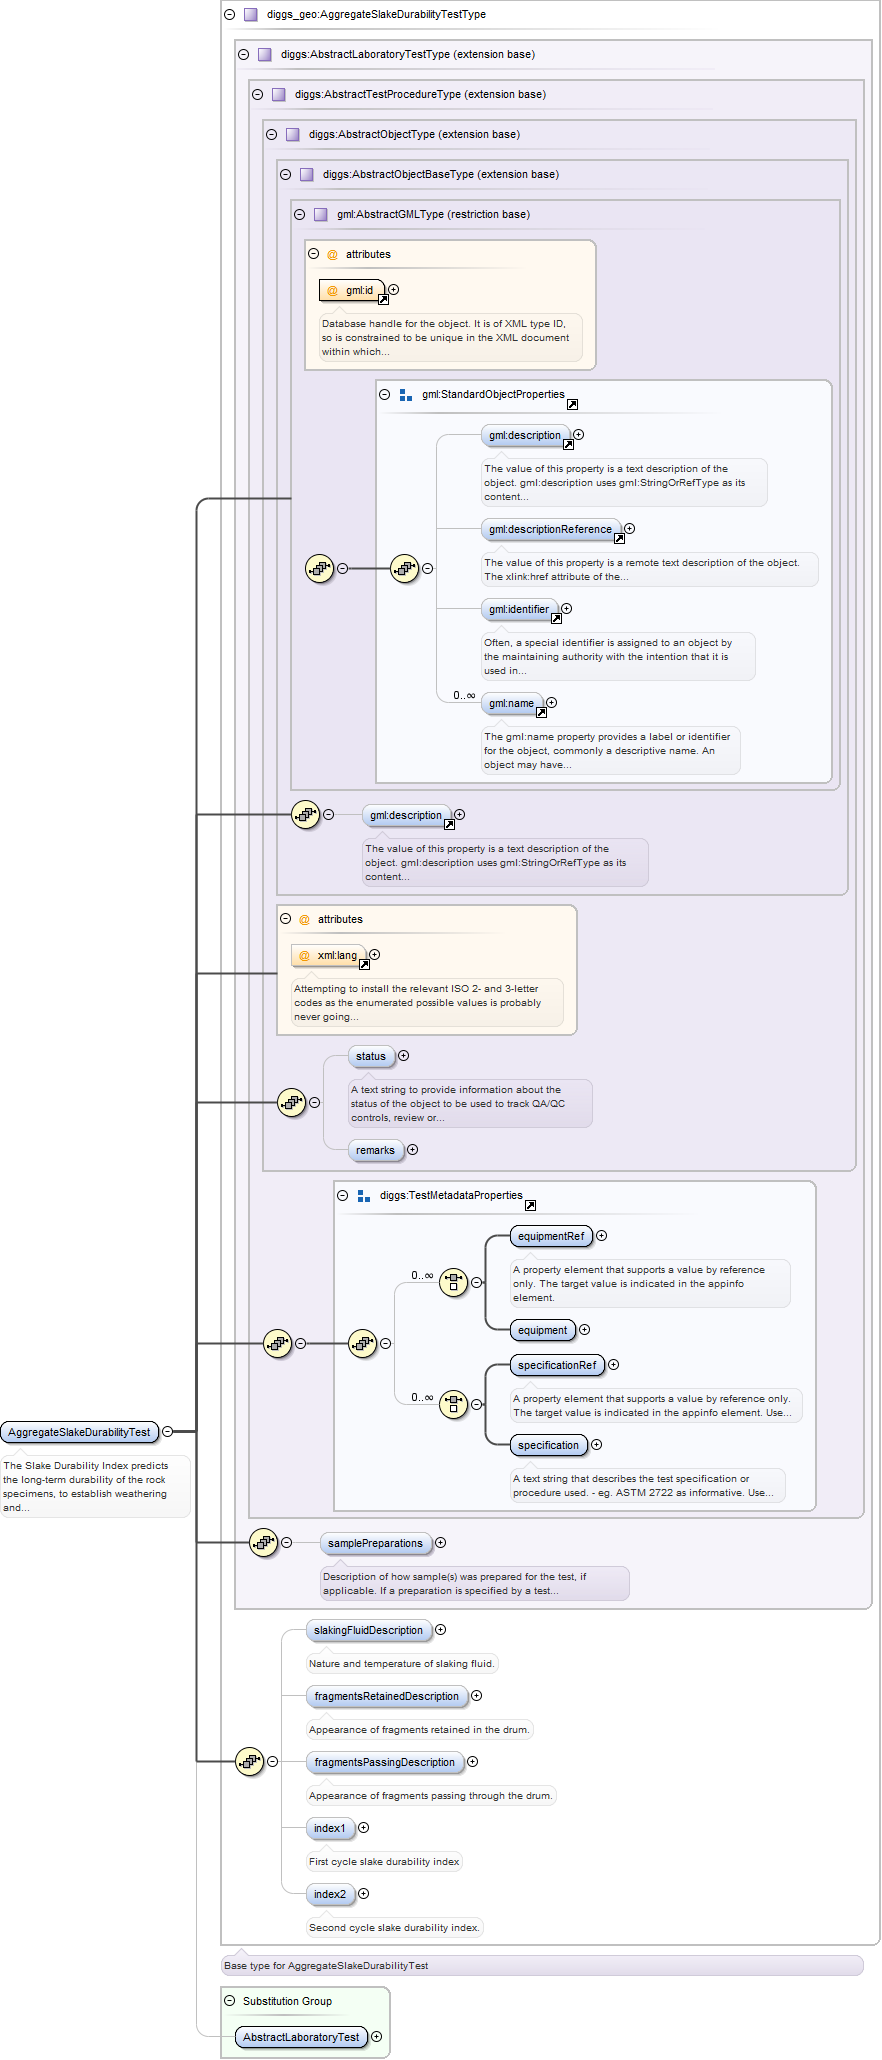 diggs_geo:AggregateSlakeDurabilityTestType
diggs:AbstractLaboratoryTestType (extension base)
diggs:AbstractTestProcedureType (extension base)
diggs:AbstractObjectType (extension base)
diggs:AbstractObjectBaseType (extension base)
gml:AbstractGMLType (restriction base)
@ attributes
@ gml:id
Database handle for the object. It is of XML type ID,
so is constrained to be unique in the XML document
within which...
gml:StandardObjectProperties
gml:description
The value of this property is a text description of the
object. gml:description uses gml:StringOrRefType as its
content...
gml:descriptionReference
The value of this property is a remote text description of the object.
The xlink:href attribute of the...
gml:identifier
Often, a special identifier is assigned to an object by
the maintaining authority with the intention that it is
used in...
0..∞
gml:name
The gml:name property provides a label or identifier
for the object, commonly a descriptive name. An
object may have...
gml:description
The value of this property is a text description of the
object. gml:description uses gml:StringOrRefType as its
content...
@ attributes
@ xml:lang
Attempting to install the relevant ISO 2- and 3-letter
codes as the enumerated possible values is probably
never going...
status
A text string to provide information about the
status of the object to be used to track QA/QC
controls, review or...
remarks
diggs:TestMetadataProperties
equipmentRef
A property element that supports a value by reference
only. The target value is indicated in the appinfo
element.
0..∞
equipment
specificationRef
A property element that supports a value by reference only.
The target value is indicated in the appinfo element. Use...
0..∞
specification
A text string that describes the test specification or
procedure used. - eg. ASTM 2722 as informative. Use...
AggregateSlakeDurabilityTest
The Slake Durability Index predicts
the long-term durability of the rock
specimens, to establish weathering
and...
samplePreparations
Description of how sample(s) was prepared for the test, if
applicable. If a preparation is specified by a test...
slakingFluidDescription
Nature and temperature of slaking fluid.
fragmentsRetainedDescription
Appearance of fragments retained in the drum.
fragmentsPassingDescription
Appearance of fragments passing through the drum.
index1
First cycle slake durability index
index2
Second cycle slake durability index.
Base type for AggregateSlakeDurabilityTest
Substitution Group
AbstractLaboratoryTest